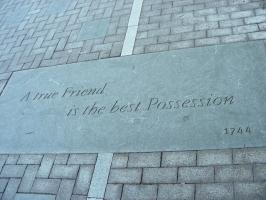 A true Friend
is the best Possession
1744